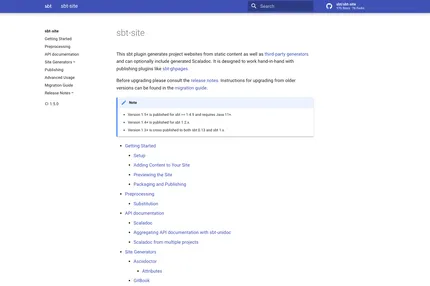 sbt
sbt-site
Search
sbt/sbt-site
sbt-site
Getting Started
Preprocessing
API documentation
Site Generators
Publishing
Advanced Usage
Migration Guide
Release Notes
1.5.0
sbt-site
This sbt plugin generates project websites from static content as well as third-party generators
and can optionally include generated Scaladoc. It is designed to work hand-in-hand with
publishing plugins like sbt-ghpages.
Before upgrading please consult the release notes. Instructions for upgrading from older
versions can be found in the migration guide.
Note
Version 1.5+ is published for sbt >= 1.4.9 and requires Java 11+.
Version 1.4+ is published for sbt 1.2.x.
Version 1.3+ is cross-published to both sbt 0.13 and sbt 1.x.
Getting Started
Setup
Adding Content to Your Site
Previewing the Site
Packaging and Publishing
Preprocessing
Substitution
API documentation
Scaladoc
Aggregating API documentation with sbt-unidoc
Scaladoc from multiple projects
Site Generators
Asciidoctor
Attributes
GitBook